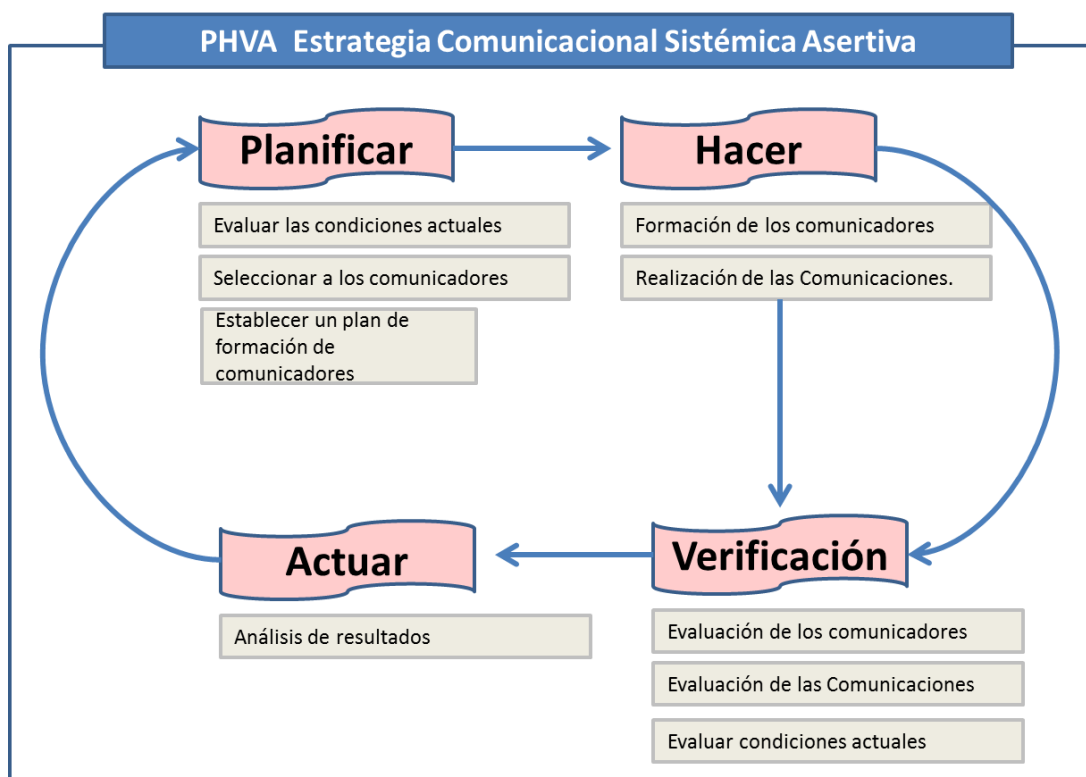 PHVA Estrategia Comunicacional Sistémica Asertiva
Planificar
Hacer
Evaluar las condiciones actuales
Formación de los comunicadores
Seleccionar a los comunicadores
Realización de las Comunicaciones.
Establecer un plan de
formación de
comunicadores
Actuar
Verificación
Análisis de resultados
Evaluación de los comunicadores
Evaluación de las Comunicaciones
Evaluar condiciones actuales